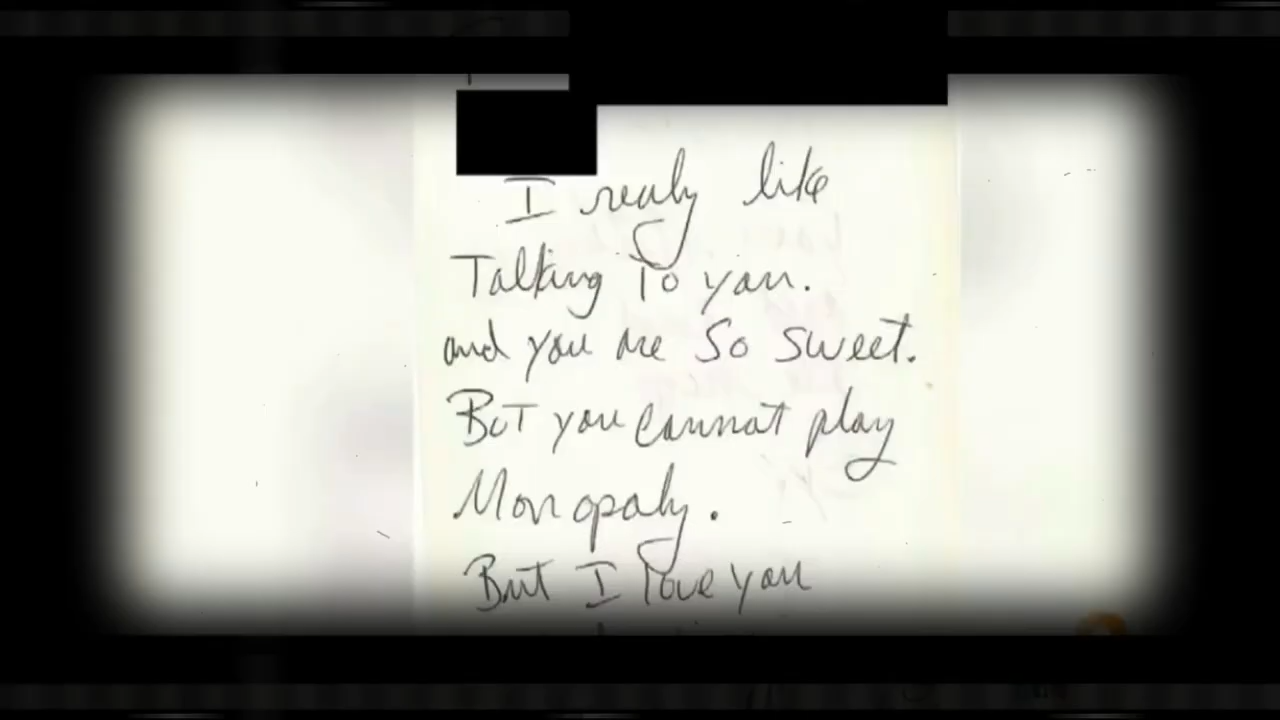 I realy like
Talking To you.
and you are So sweet.
BuT you cannot play
Monopoly.
But I love you